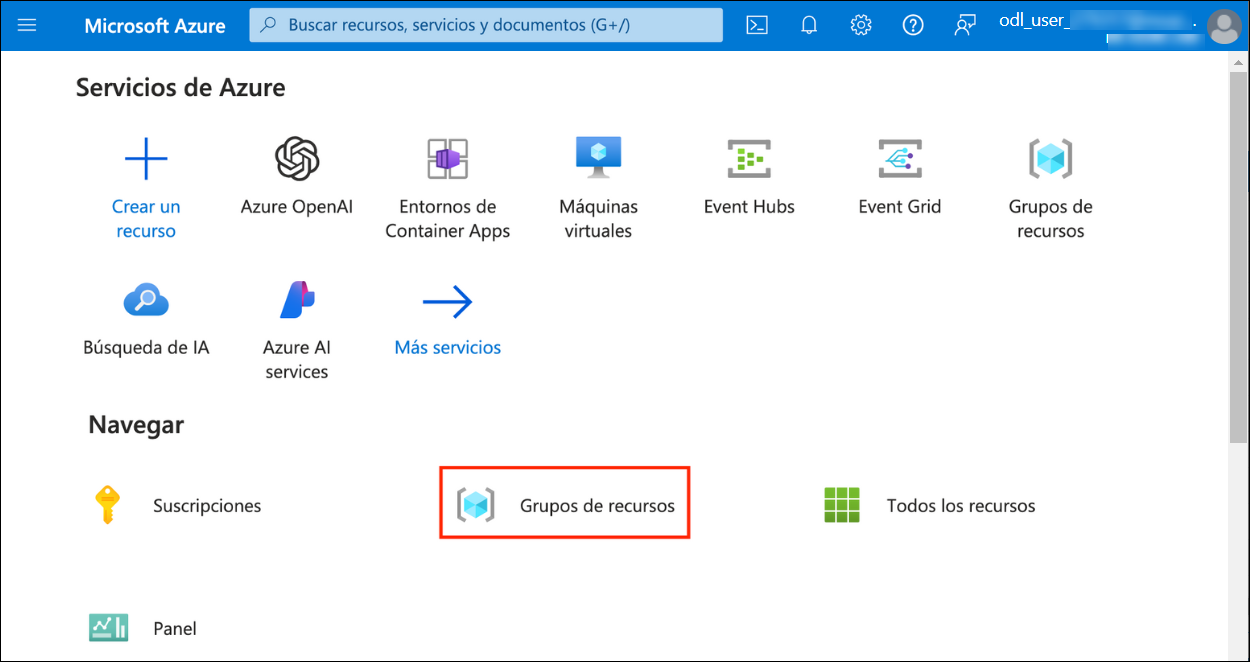 Microsoft Azure
Buscar recursos, servicios y documentos (G+/)
odl_user_
Servicios de Azure
Crear un
recurso
Azure OpenAI
Entornos de
Container Apps
Máquinas
virtuales
Event Hubs
Event Grid
Grupos de
recursos
Búsqueda de IA
Azure AI
services
Más servicios
Navegar
Suscripciones
Grupos de recursos
Todos los recursos
Panel